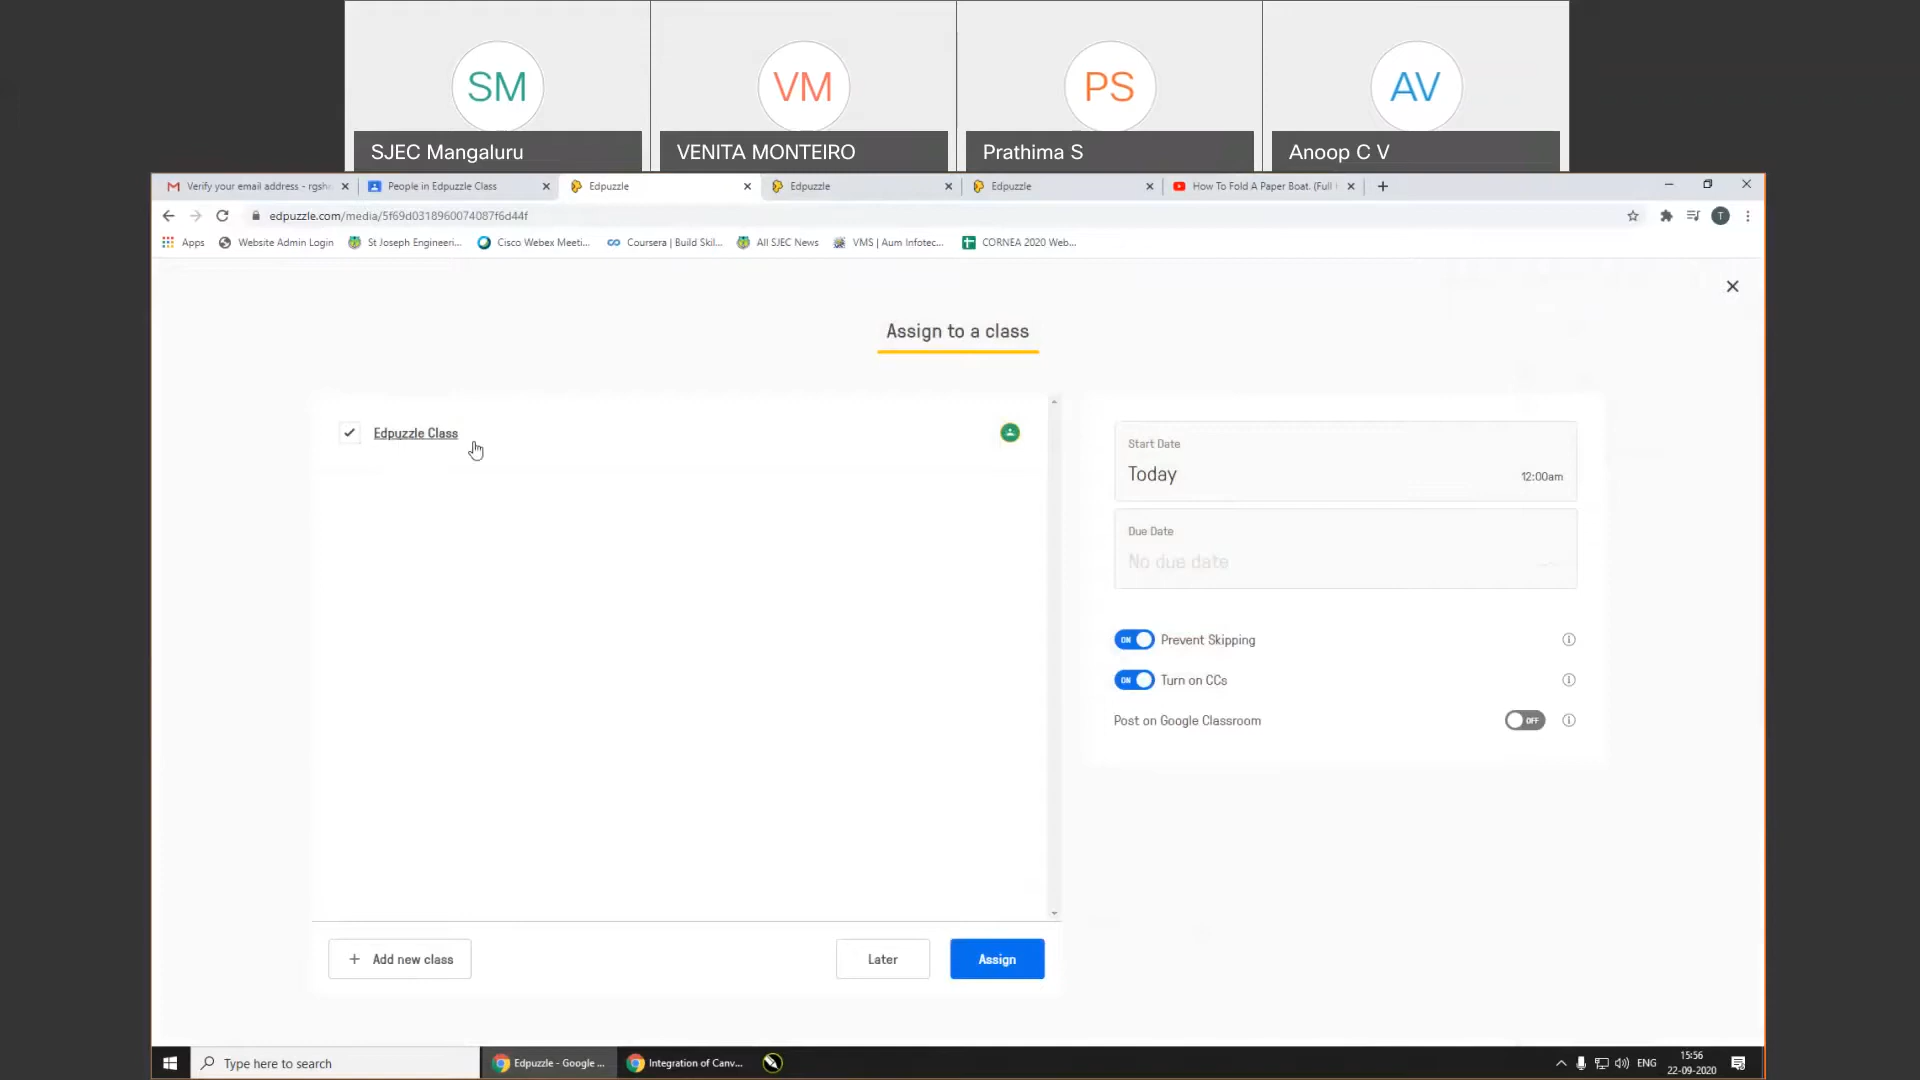 SM VM PS AV
SJEC Mangaluru VENITA MONTEIRO Prathima S Anoop C V
Verify your email address - rgsh People in Edpuzzle Class Edpuzzle Edpuzzle Edpuzzle How To Fold A Paper Boat. (Full
edpuzzle.com/media/5f69d0318960074087f6d44f T
Apps Website Admin Login St Joseph Engineeri... Cisco Webex Meeti... Coursera | Build Skil... All SJEC News VMS | Aum Infotec... CORNEA 2020 Web...
Assign to a class
Edpuzzle Class
Start Date
Today 12:00am
Due Date
No due date
ON Prevent Skipping
ON Turn on CCs
Post on Google Classroom OFF
+ Add new class Later Assign
Type here to search Edpuzzle - Google ... Integration of Canv... ENG 15:56
22-09-2020